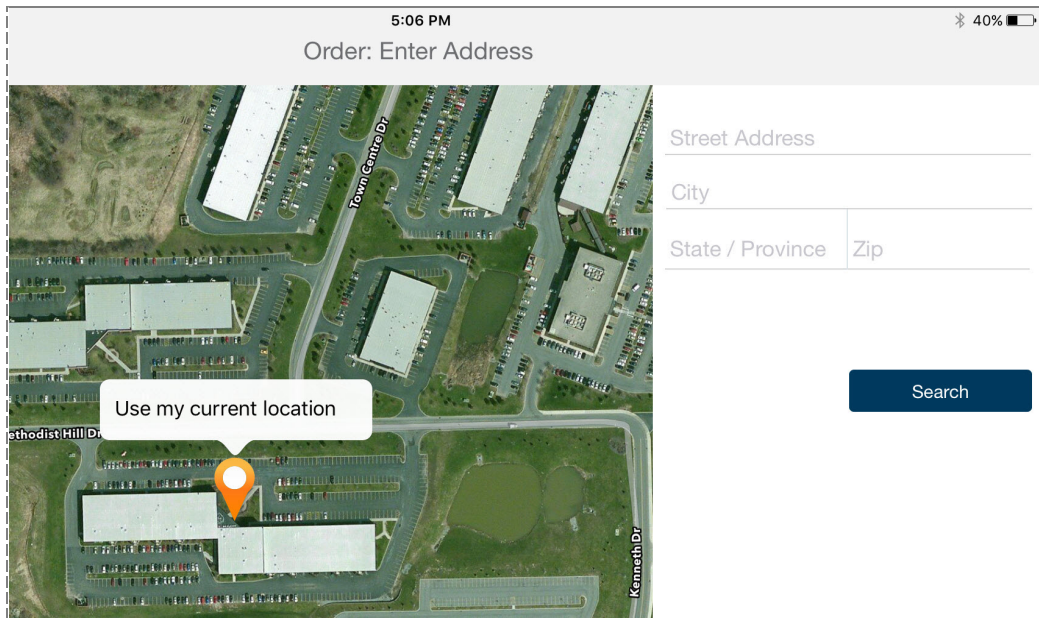 5:06 PM
40%
Order: Enter Address
Town Centre Dr
Street Address
City
State / Province
Zip
Search
Use my current location
ethodist Hill Dr
Kenneth Dr